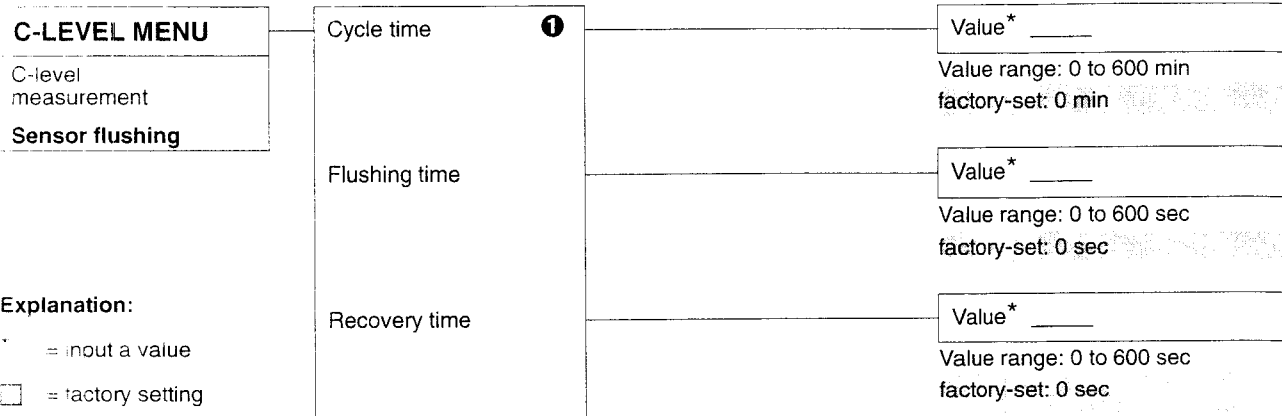 C-LEVEL MENU
C-level
measurement
Sensor flushing
Cycle time ❶
Value* _____
Value range: 0 to 600 min
factory-set: 0 min
Flushing time
Value* _____
Value range: 0 to 600 sec
factory-set: 0 sec
Recovery time
Value* _____
Value range: 0 to 600 sec
factory-set: 0 sec
Explanation:
* = input a value
= factory setting